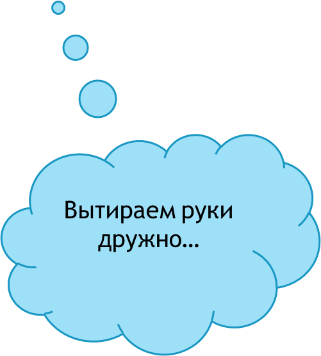 Вытираем руки
дружно…